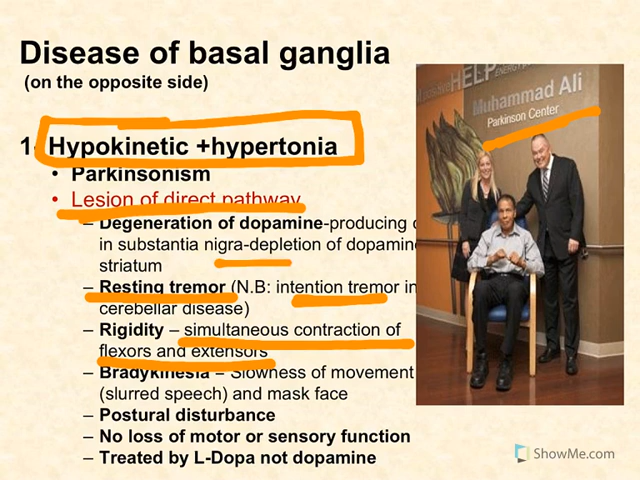 Disease of basal ganglia
(on the opposite side)
1- Hypokinetic +hypertonia
• Parkinsonism
• Lesion of direct pathway
– Degeneration of dopamine-producing
in substantia nigra-depletion of dopamine
striatum
– Resting tremor (N.B: intention tremor in
cerebellar disease)
– Rigidity – simultaneous contraction of
flexors and extensors
– Bradykinesia – Slowness of movement
(slurred speech) and mask face
– Postural disturbance
– No loss of motor or sensory function
– Treated by L-Dopa not dopamine
HELP
Muhammad Ali
Parkinson Center
ShowMe.com